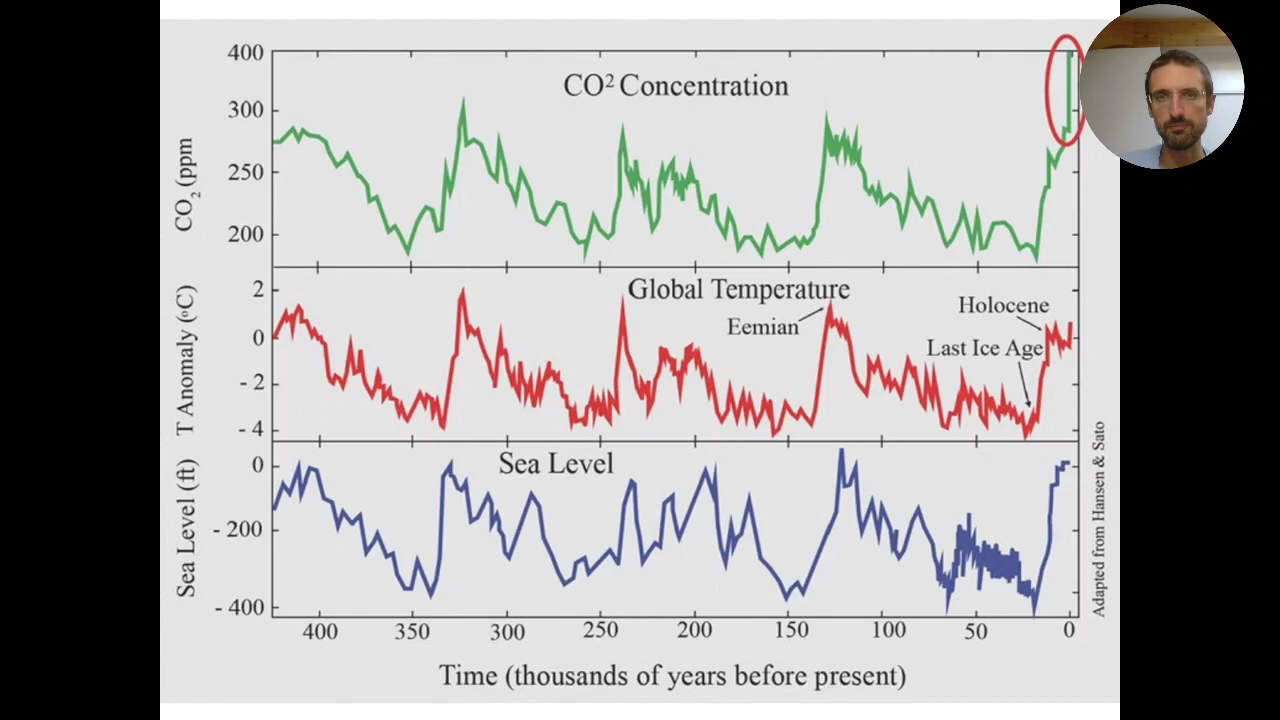 400
CO² Concentration
300
250
200
CO₂ (ppm
2
Global Temperature
Eemian
Holocene
Last Ice Age
0
- 2
- 4
T Anomaly (ºC)
0
Sea Level
- 200
- 400
Sea Level (ft)
400 350 300 250 200 150 100 50 0
Time (thousands of years before present)
Adapted from Hansen & Sato